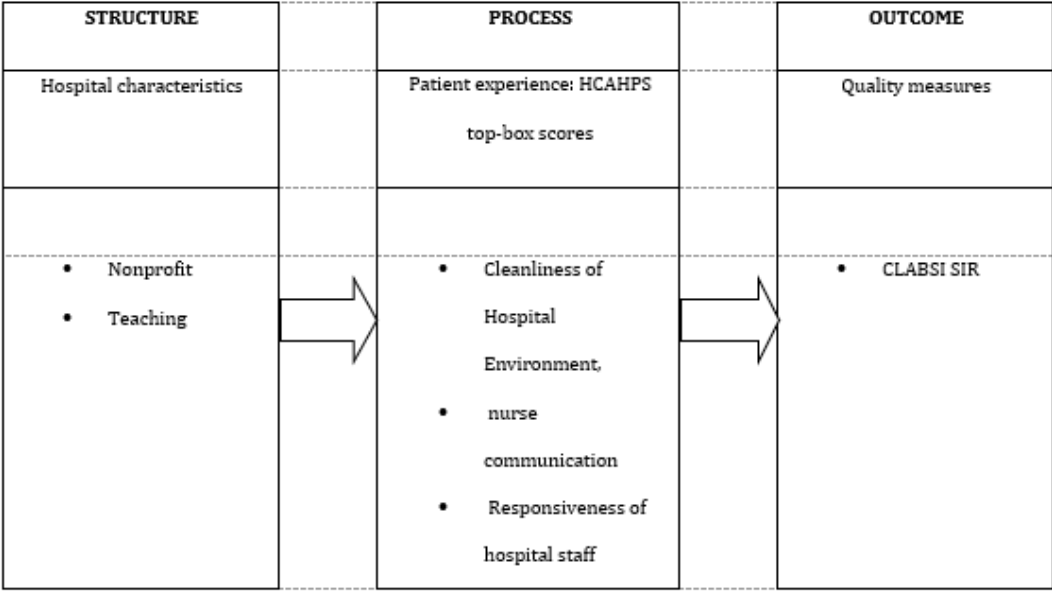 STRUCTURE
PROCESS
OUTCOME
Hospital characteristics
Patient experience: HCAHPS
top-box scores
Quality measures
• Nonprofit
• Teaching
• Cleanliness of
Hospital
Environment,
• nurse
communication
• Responsiveness of
hospital staff
• CLABSI SIR